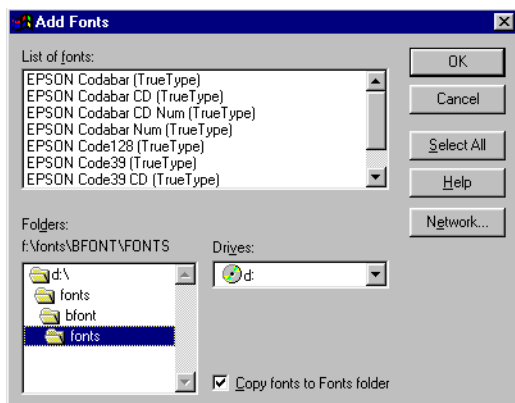 Add Fonts
List of fonts:
EPSON Codabar (TrueType)
EPSON Codabar CD (TrueType)
EPSON Codabar CD Num (TrueType)
EPSON Codabar Num (TrueType)
EPSON Code128 (TrueType)
EPSON Code39 (TrueType)
EPSON Code39 CD (TrueType)
OK
Cancel
Select All
Help
Network...
Folders:
f:\fonts\BFONT\FONTS
d:\
fonts
bfont
fonts
Drives:
d:
Copy fonts to Fonts folder